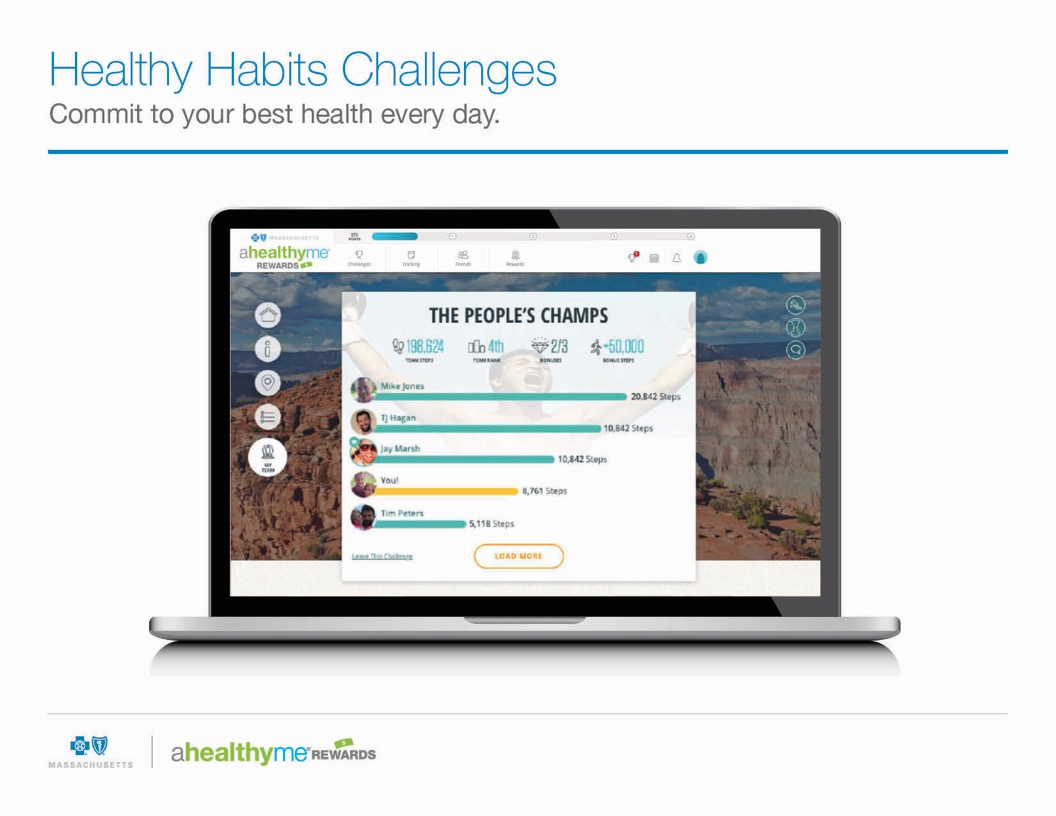 Healthy Habits Challenges
Commit to your best health every day.
MASSACHUSETTS
POINTS
ahealthyme®
REWARDS
Challenges
Tracking
Friends
Rewards
THE PEOPLE'S CHAMPS
198,624
4th
2/3
+50,000
TEAM STEPS
TEAM RANK
BONUSES
BONUS STEPS
Mike Jones
20,842 Steps
TJ Hagan
10,842 Steps
Jay Marsh
10,842 Steps
You!
8,761 Steps
Tim Peters
5,118 Steps
MY
TEAM
Leave This Challenge
LOAD MORE
MASSACHUSETTS
ahealthyme® REWARDS